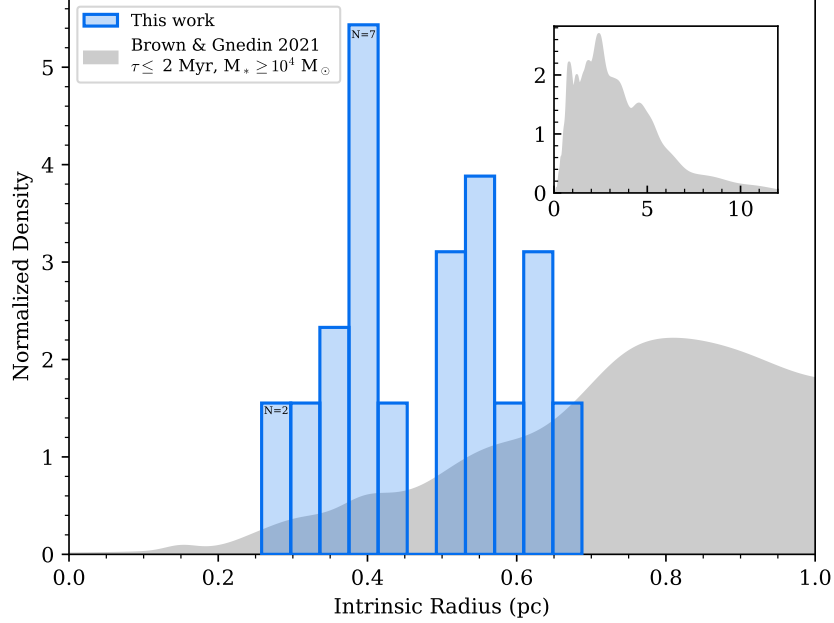 This work
Brown & Gnedin 2021
τ ≤ 2 Myr, M* ≥ 10⁴ M☉
N=7
N=2
Normalized Density
0
1
2
3
4
5
0.0 0.2 0.4 0.6 0.8 1.0
Intrinsic Radius (pc)
2
1
0
0 5 10